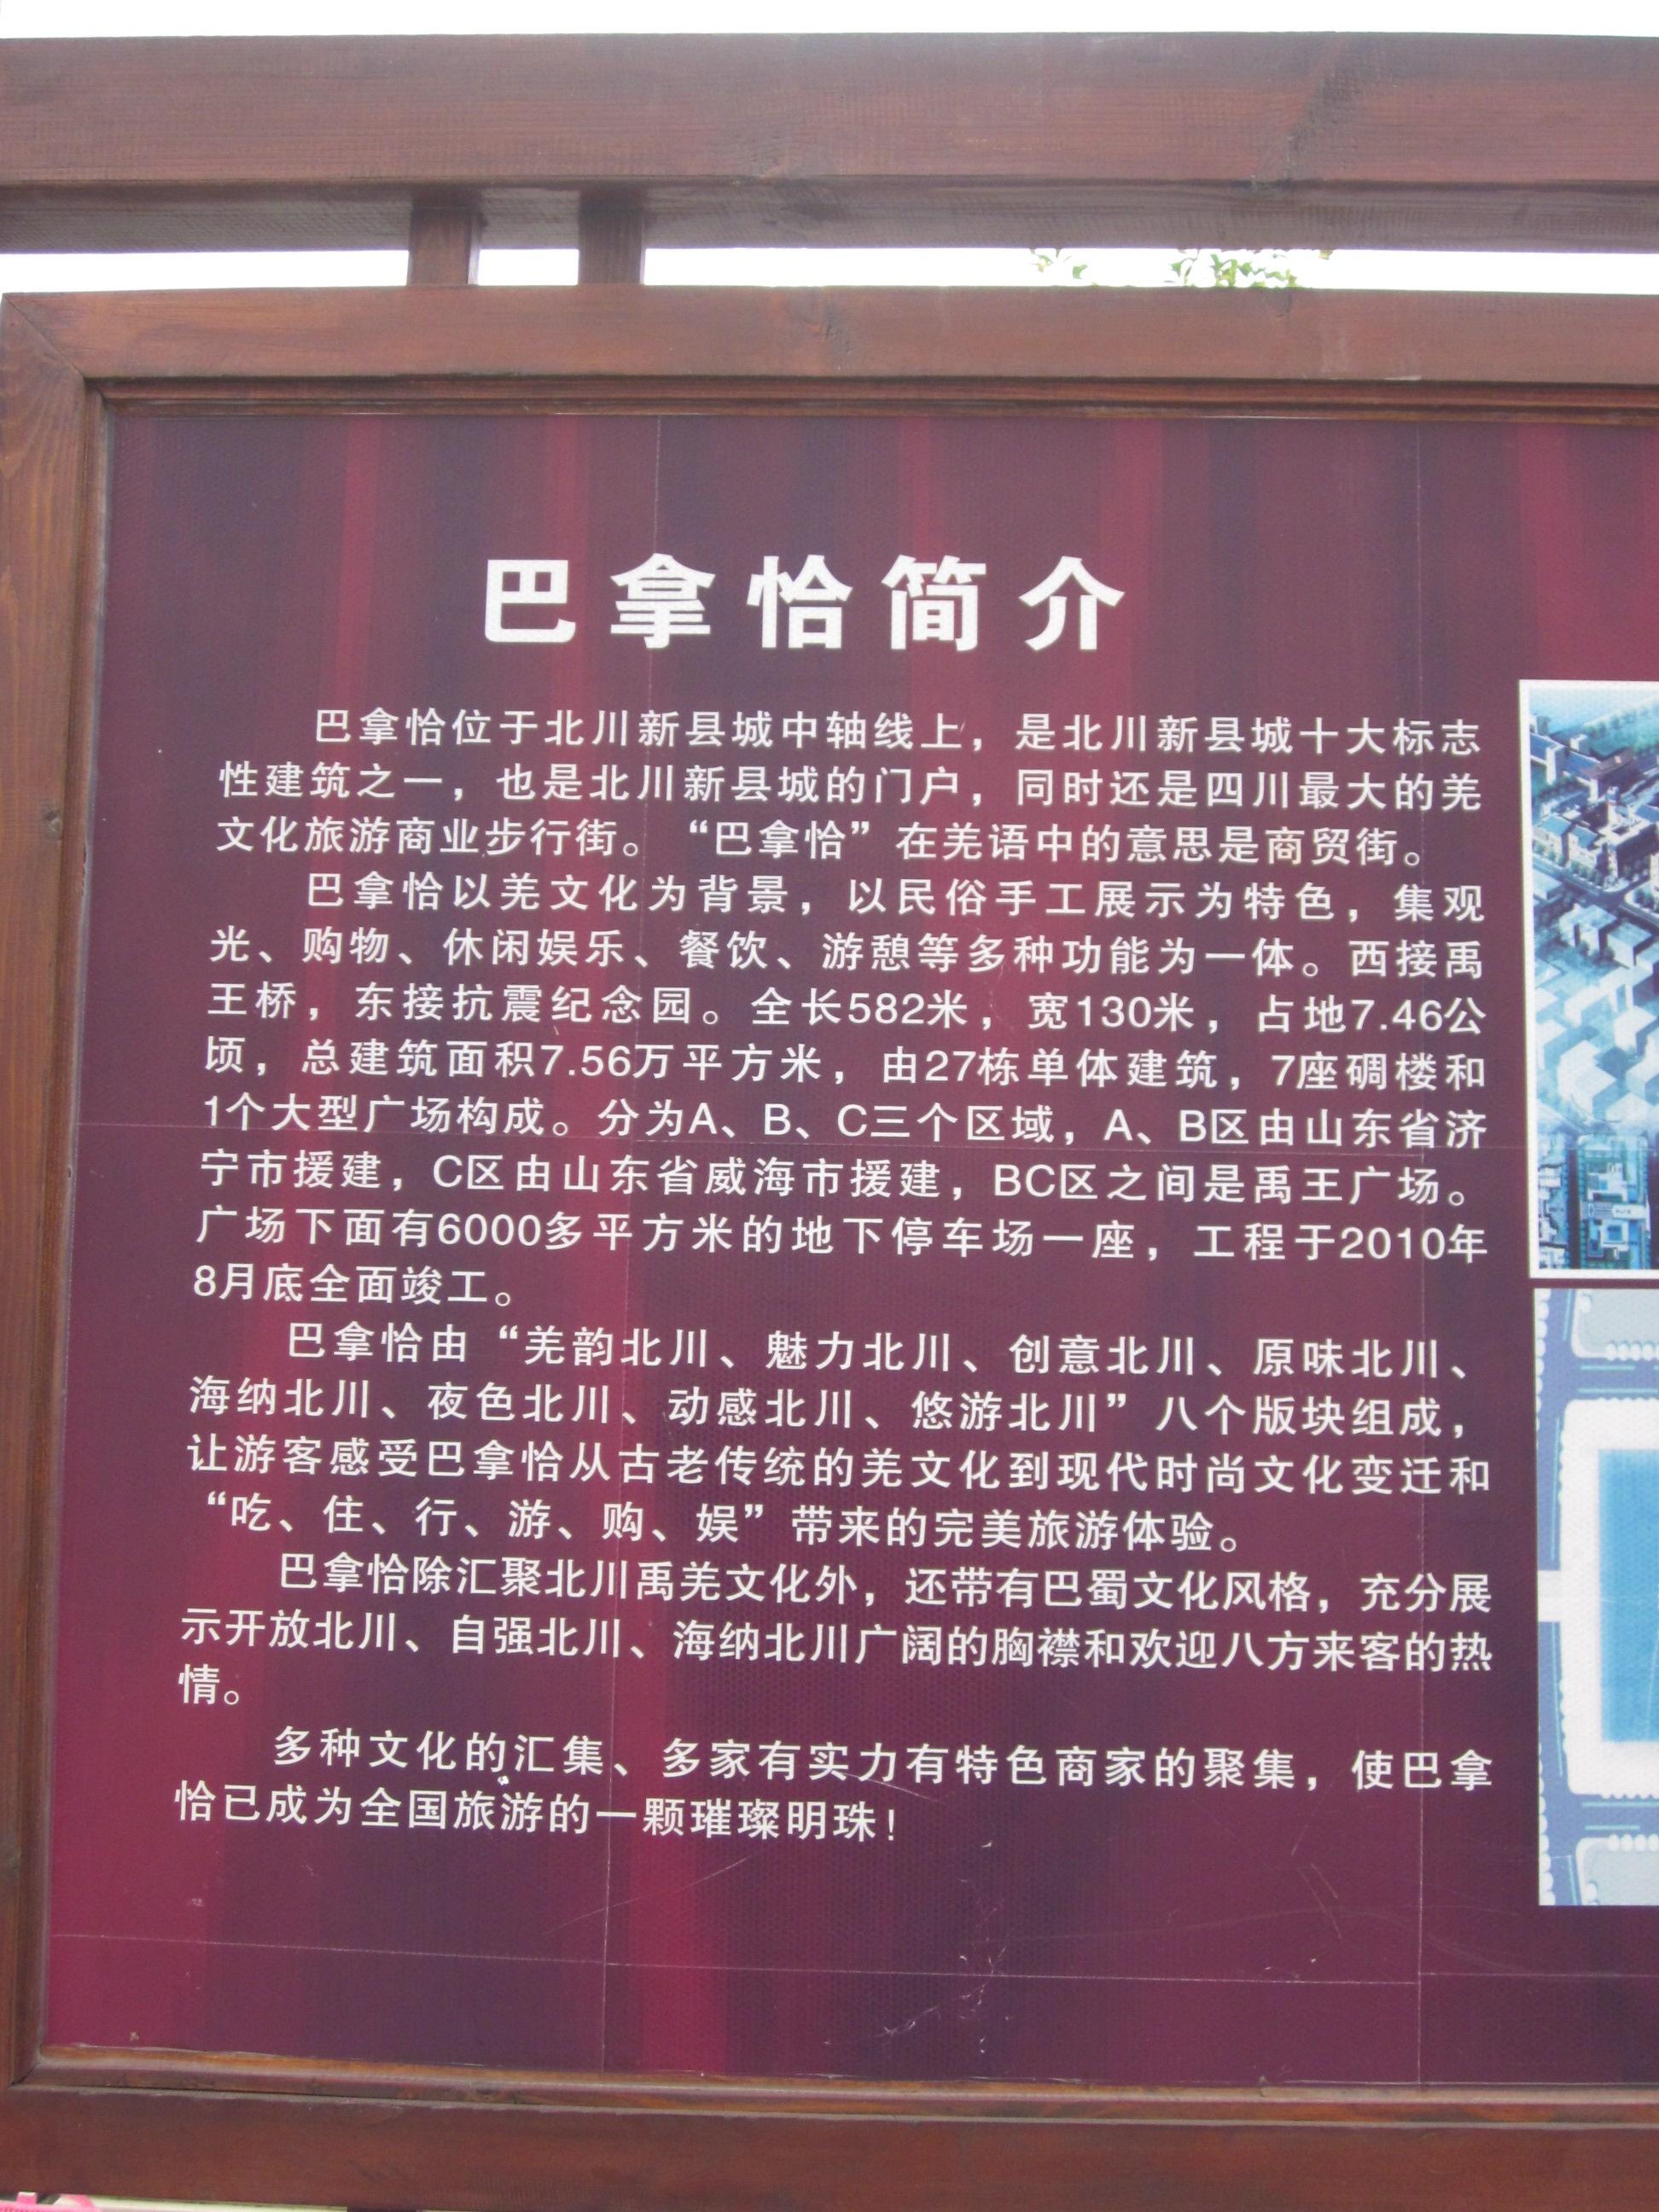 巴拿恰简介
巴拿恰位于北川新县城中轴线上，是北川新县城十大标志
性建筑之一，也是北川新县城的门户，同时还是四川最大的羌
文化旅游商业步行街。“巴拿恰”在羌语中的意思是商贸街。
巴拿恰以羌文化为背景，以民俗手工展示为特色，集观
光、购物、休闲娱乐、餐饮、游憩等多种功能为一体。西接禹
王桥，东接抗震纪念园。全长582米，宽130米，占地7.46公
顷，总建筑面积7.56万平方米，由27栋单体建筑，7座碉楼和
1个大型广场构成。分为A、B、C三个区域，A、B区由山东省济
宁市援建，C区由山东省威海市援建，BC区之间是禹王广场。
广场下面有6000多平方米的地下停车场一座，工程于2010年
8月底全面竣工。
巴拿恰由“羌韵北川、魅力北川、创意北川、原味北川、
海纳北川、夜色北川、动感北川、悠游北川”八个版块组成，
让游客感受巴拿恰从古老传统的羌文化到现代时尚文化变迁和
“吃、住、行、游、购、娱”带来的完美旅游体验。
巴拿恰除汇聚北川禹羌文化外，还带有巴蜀文化风格，充分展
示开放北川、自强北川、海纳北川广阔的胸襟和欢迎八方来客的热
情。
多种文化的汇集、多家有实力有特色商家的聚集，使巴拿
恰已成为全国旅游的一颗璀璨明珠！